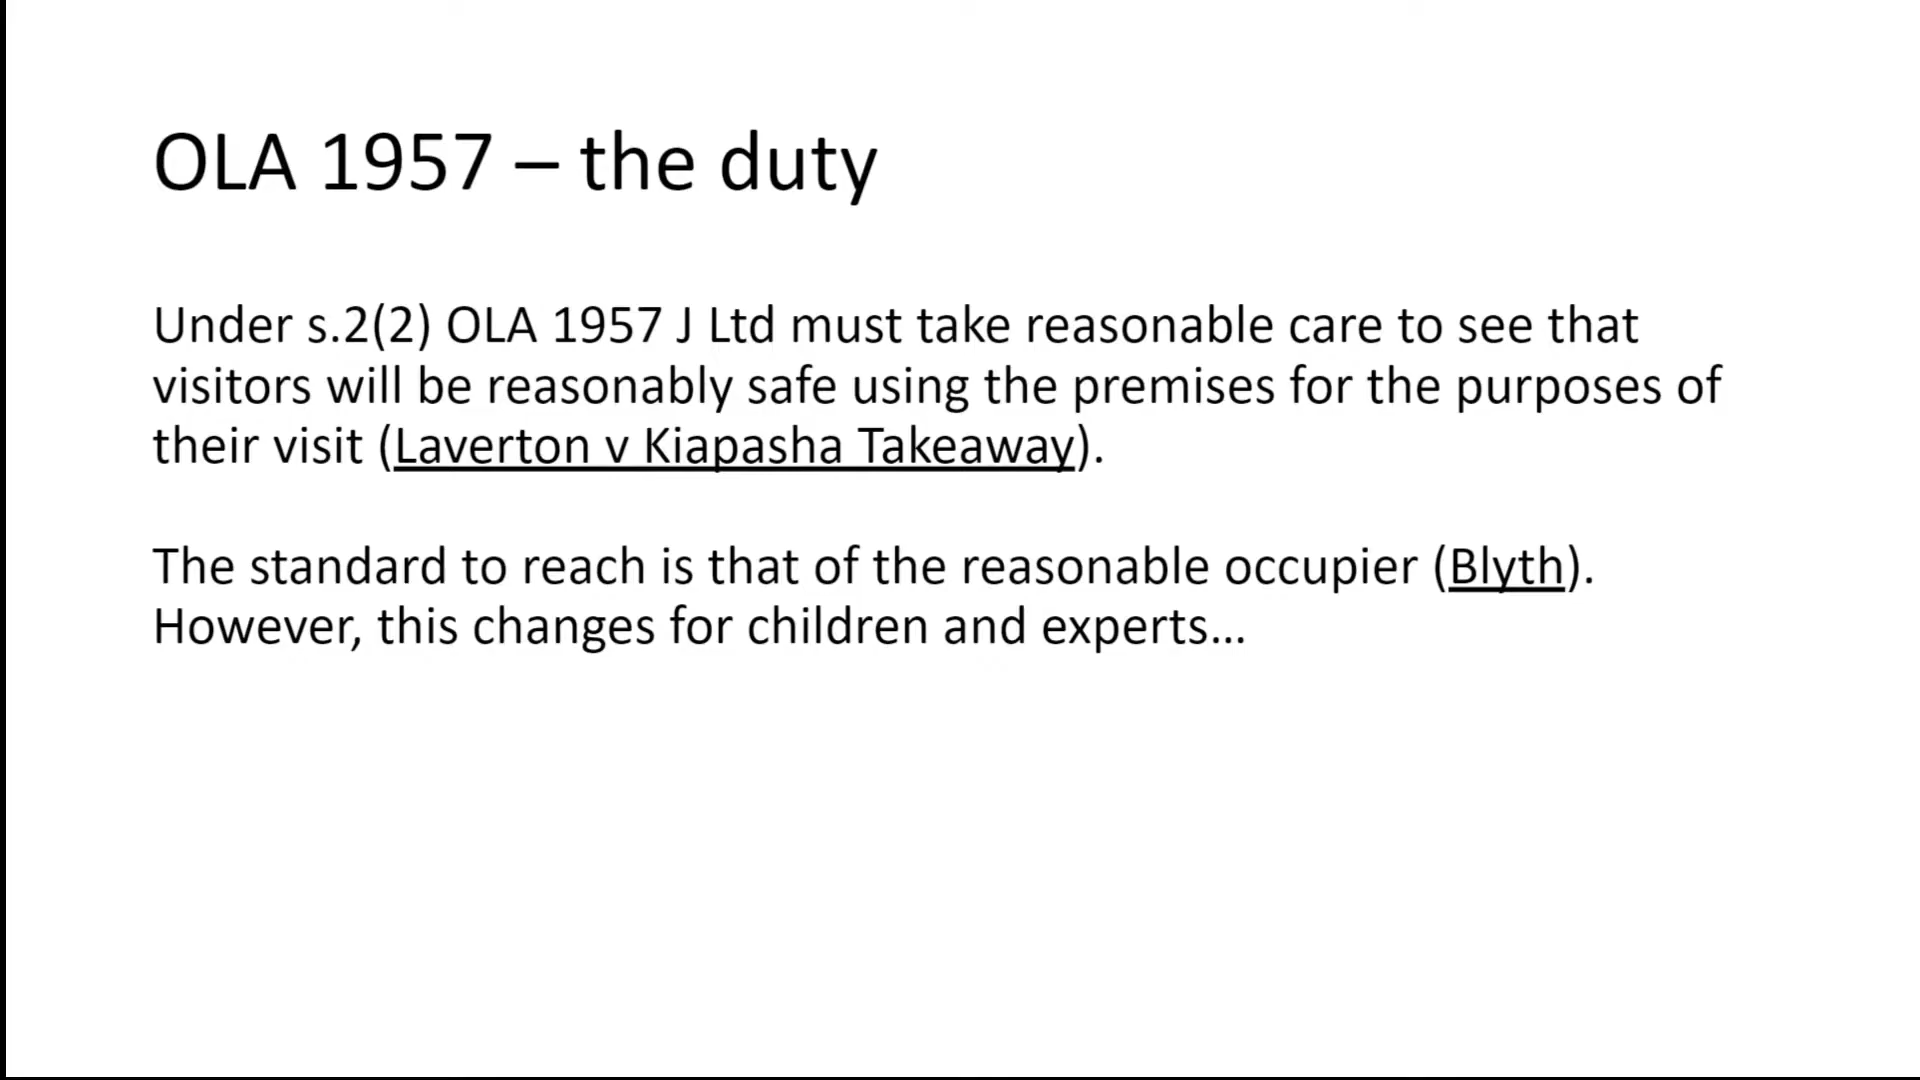 OLA 1957 – the duty
Under s.2(2) OLA 1957 J Ltd must take reasonable care to see that
visitors will be reasonably safe using the premises for the purposes of
their visit (Laverton v Kiapasha Takeaway).
The standard to reach is that of the reasonable occupier (Blyth).
However, this changes for children and experts...